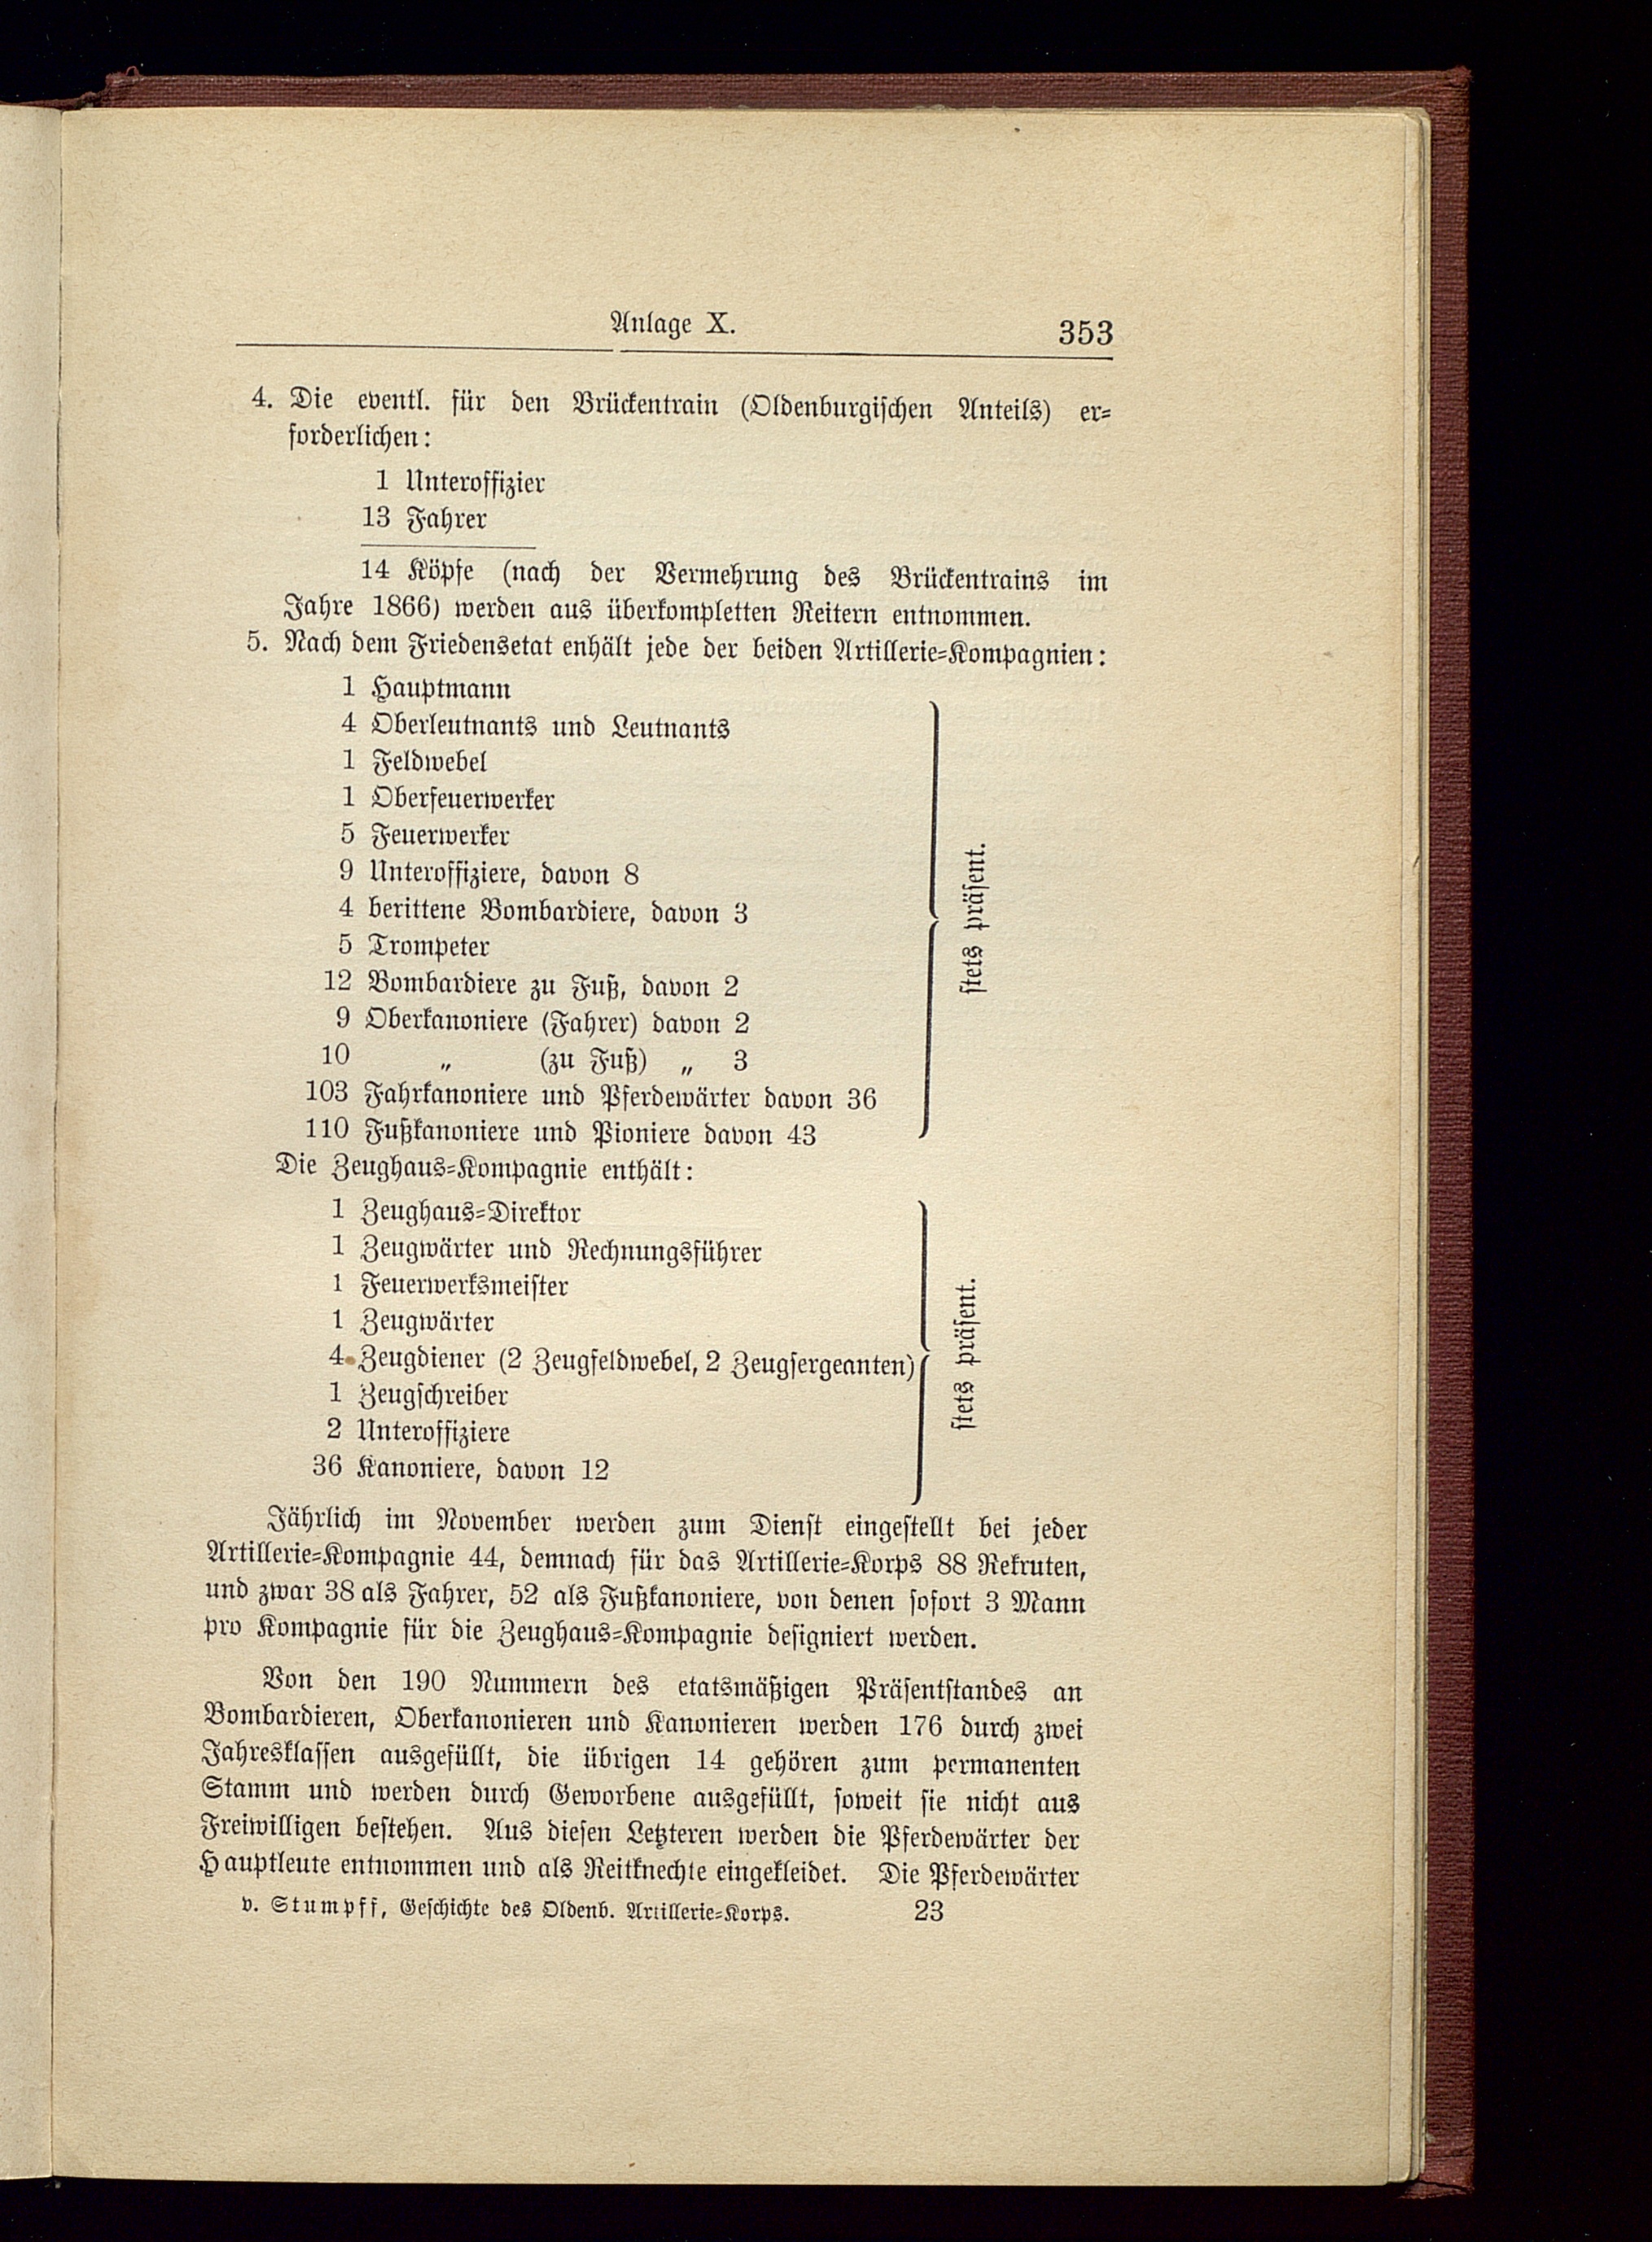 Anlage X. 353
4. Die eventl. für den Brückentrain (Oldenburgischen Anteils) er=
forderlichen:
1 Unteroffizier
13 Fahrer
14 Köpfe (nach der Vermehrung des Brückentrains im
Jahre 1866) werden aus überkompletten Reitern entnommen.
5. Nach dem Friedensetat enhält jede der beiden Artillerie=Kompagnien:
1 Hauptmann
4 Oberleutnants und Leutnants
1 Feldwebel
1 Oberfeuerwerker
5 Feuerwerker
9 Unteroffiziere, davon 8
4 berittene Bombardiere, davon 3
5 Trompeter
12 Bombardiere zu Fuß, davon 2
9 Oberkanoniere (Fahrer) davon 2
10 „ (zu Fuß) „ 3
103 Fahrkanoniere und Pferdewärter davon 36
110 Fußkanoniere und Pioniere davon 43
stets präsent.
Die Zeughaus=Kompagnie enthält:
1 Zeughaus=Direktor
1 Zeugwärter und Rechnungsführer
1 Feuerwerksmeister
1 Zeugwärter
4 Zeugdiener (2 Zeugfeldwebel, 2 Zeugsergeanten)
1 Zeugschreiber
2 Unteroffiziere
36 Kanoniere, davon 12
stets präsent.
Jährlich im November werden zum Dienst eingestellt bei jeder
Artillerie=Kompagnie 44, demnach für das Artillerie=Korps 88 Rekruten,
und zwar 38 als Fahrer, 52 als Fußkanoniere, von denen sofort 3 Mann
pro Kompagnie für die Zeughaus=Kompagnie designiert werden.
Von den 190 Nummern des etatsmäßigen Präsentstandes an
Bombardieren, Oberkanonieren und Kanonieren werden 176 durch zwei
Jahresklassen ausgefüllt, die übrigen 14 gehören zum permanenten
Stamm und werden durch Geworbene ausgefüllt, soweit sie nicht aus
Freiwilligen bestehen. Aus diesen Letzteren werden die Pferdewärter der
Hauptleute entnommen und als Reitknechte eingekleidet. Die Pferdewärter
v. Stumpff, Geschichte des Oldenb. Artillerie=Korps. 23